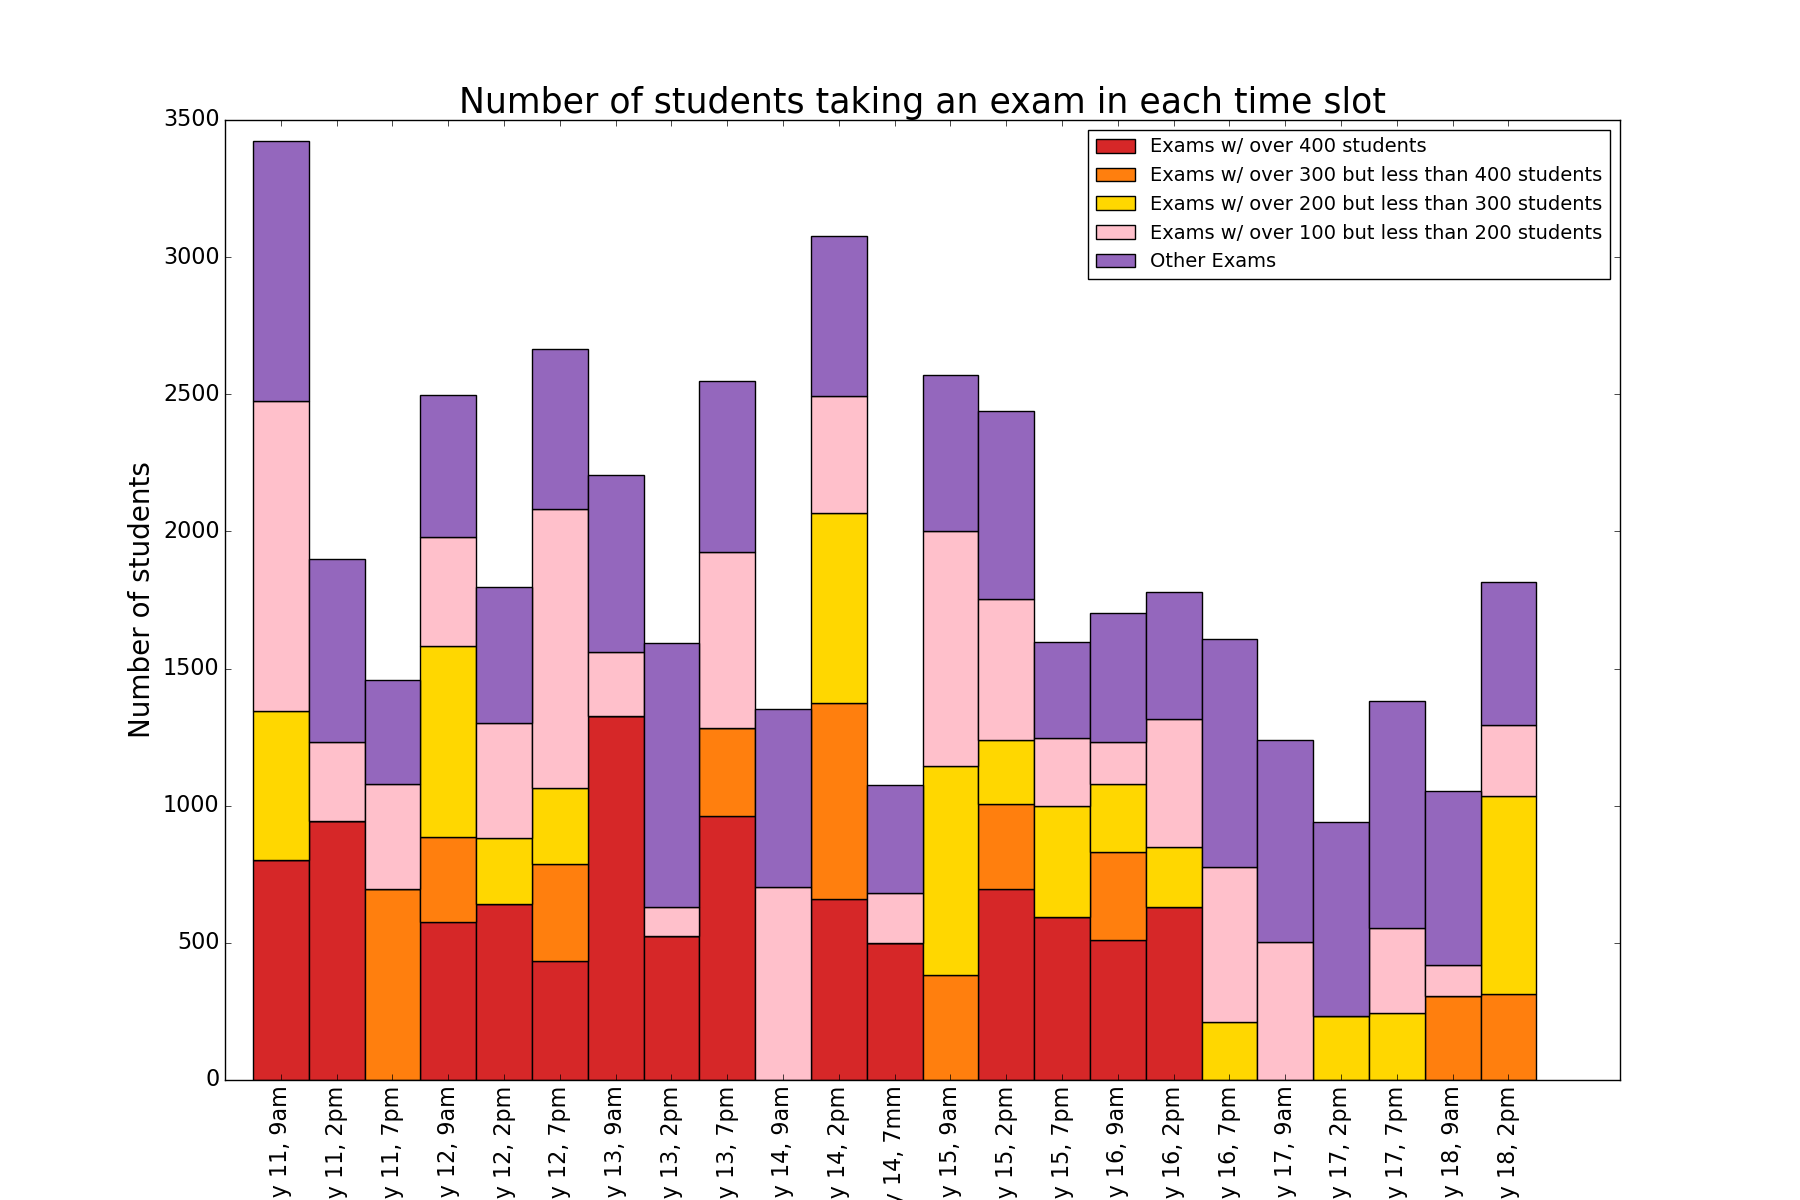 Number of students taking an exam in each time slot
Exams w/ over 400 students
Exams w/ over 300 but less than 400 students
Exams w/ over 200 but less than 300 students
Exams w/ over 100 but less than 200 students
Other Exams
Number of students
3500
3000
2500
2000
1500
1000
500
0
y 11, 9am
y 11, 2pm
y 11, 7pm
y 12, 9am
y 12, 2pm
y 12, 7pm
y 13, 9am
y 13, 2pm
y 13, 7pm
y 14, 9am
y 14, 2pm
y 14, 7mm
y 15, 9am
y 15, 2pm
y 15, 7pm
y 16, 9am
y 16, 2pm
y 16, 7pm
y 17, 9am
y 17, 2pm
y 17, 7pm
y 18, 9am
y 18, 2pm